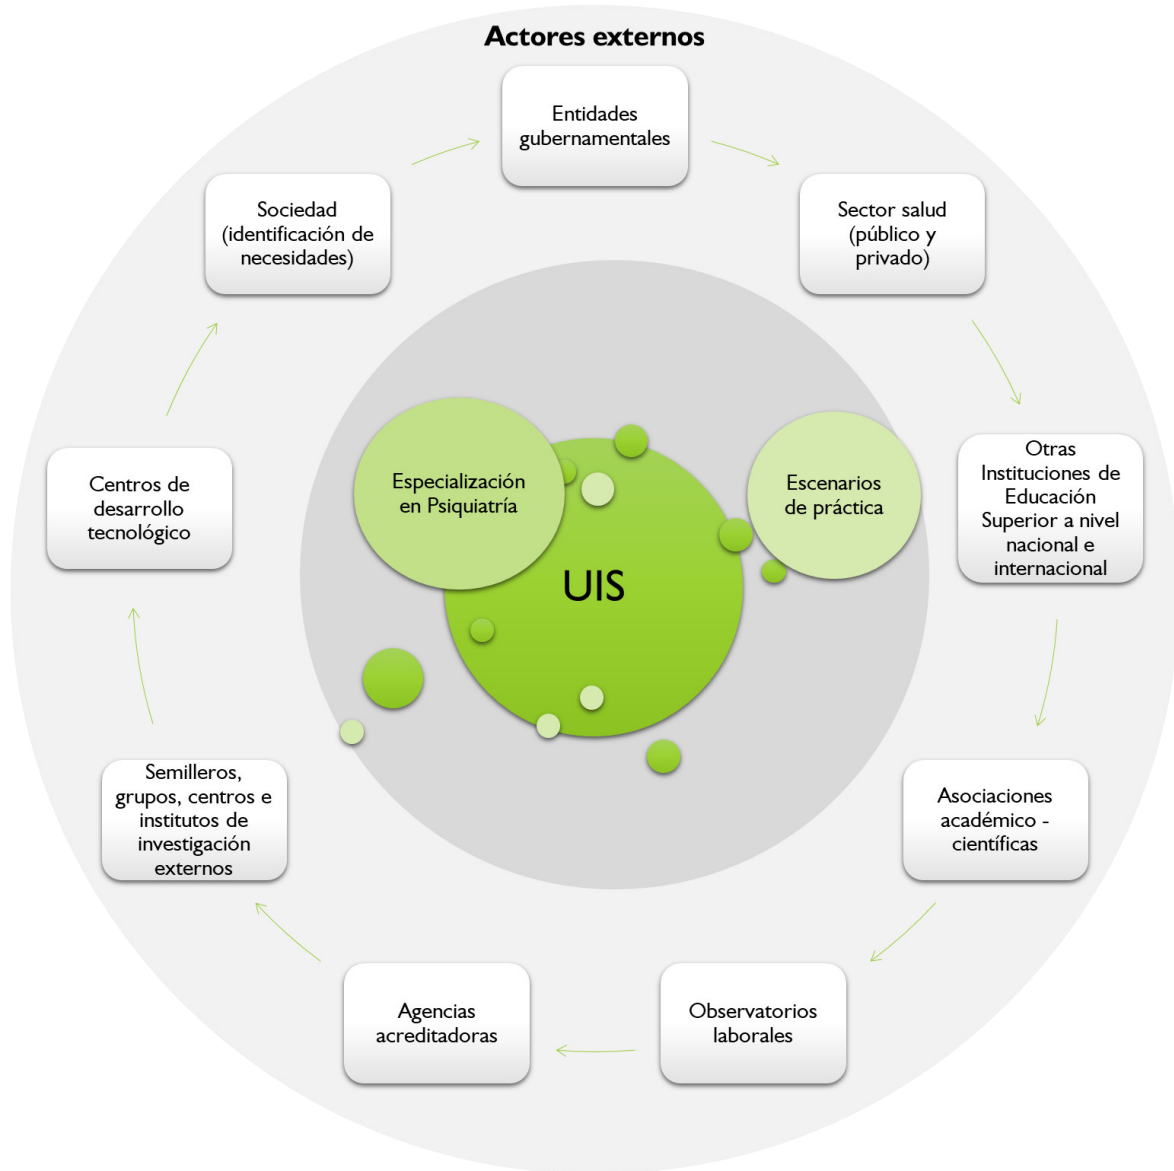 Actores externos
Entidades
gubernamentales
Sector salud
(público y
privado)
Otras
Instituciones de
Educación
Superior a nivel
nacional e
internacional
Asociaciones
académico -
científicas
Observatorios
laborales
Agencias
acreditadoras
Semilleros,
grupos, centros e
institutos de
investigación
externos
Centros de
desarrollo
tecnológico
Sociedad
(identificación de
necesidades)
Especialización
en Psiquiatría
Escenarios
de práctica
UIS